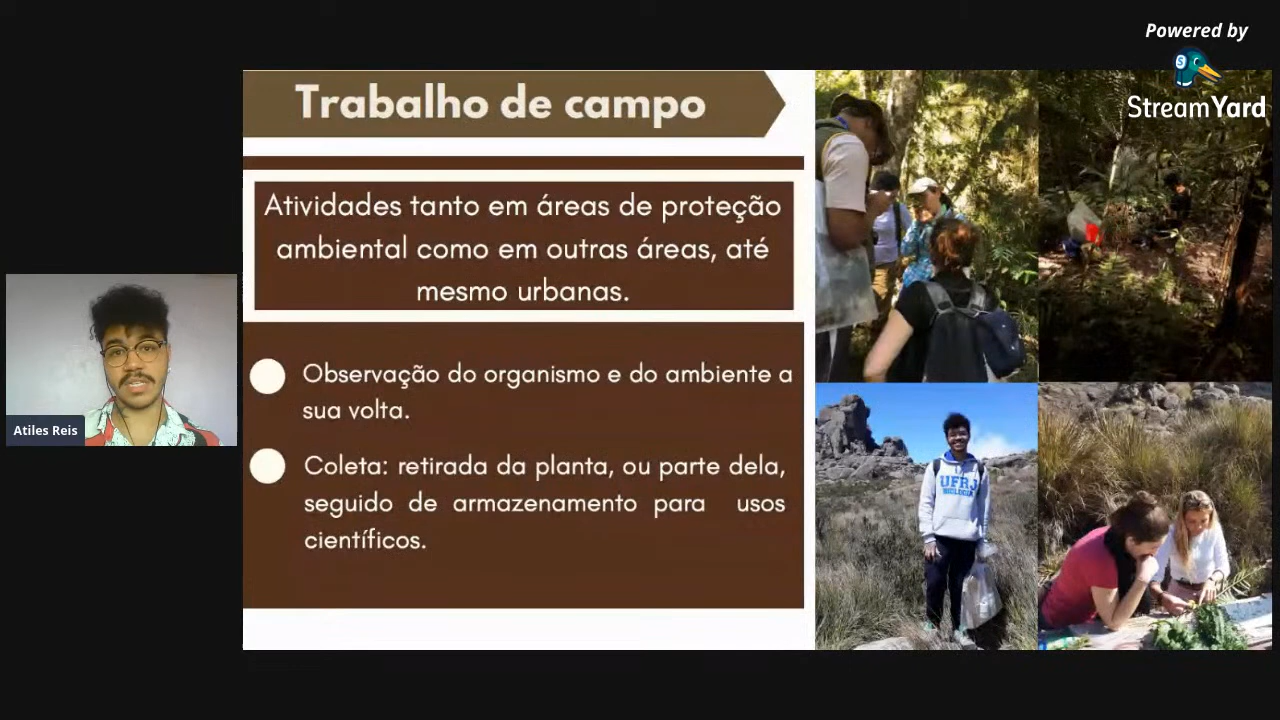 Powered by
StreamYard
Trabalho de campo
Atividades tanto em áreas de proteção
ambiental como em outras áreas, até
mesmo urbanas.
Observação do organismo e do ambiente a
sua volta.
Coleta: retirada da planta, ou parte dela,
seguido de armazenamento para usos
científicos.
Atiles Reis
UFRJ
BIOLOGIA